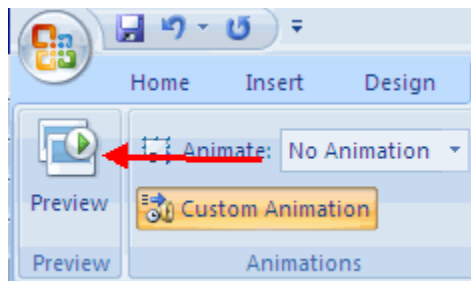 Home Insert Design
Animate: No Animation
Preview Custom Animation
Preview Animations